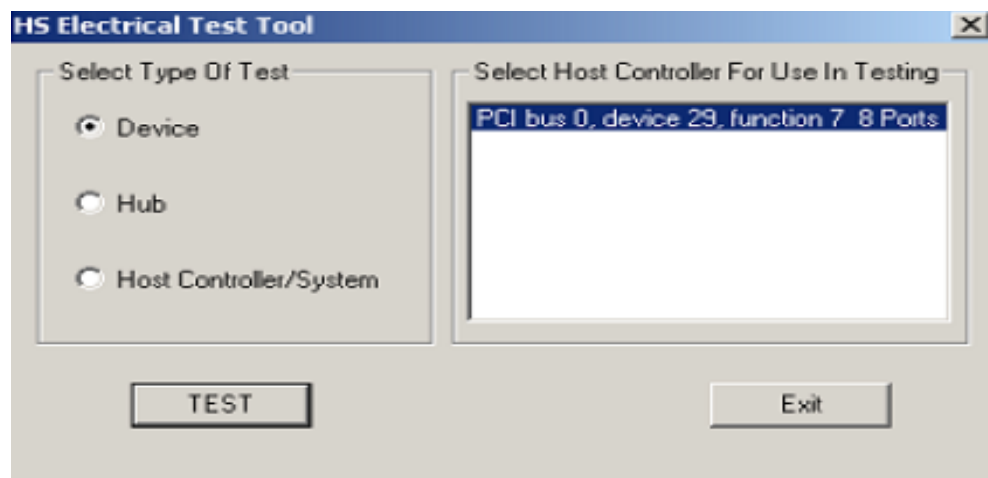 HS Electrical Test Tool
Select Type Of Test
Device
Hub
Host Controller/System
Select Host Controller For Use In Testing
PCI bus 0, device 29, function 7 8 Ports
TEST
Exit